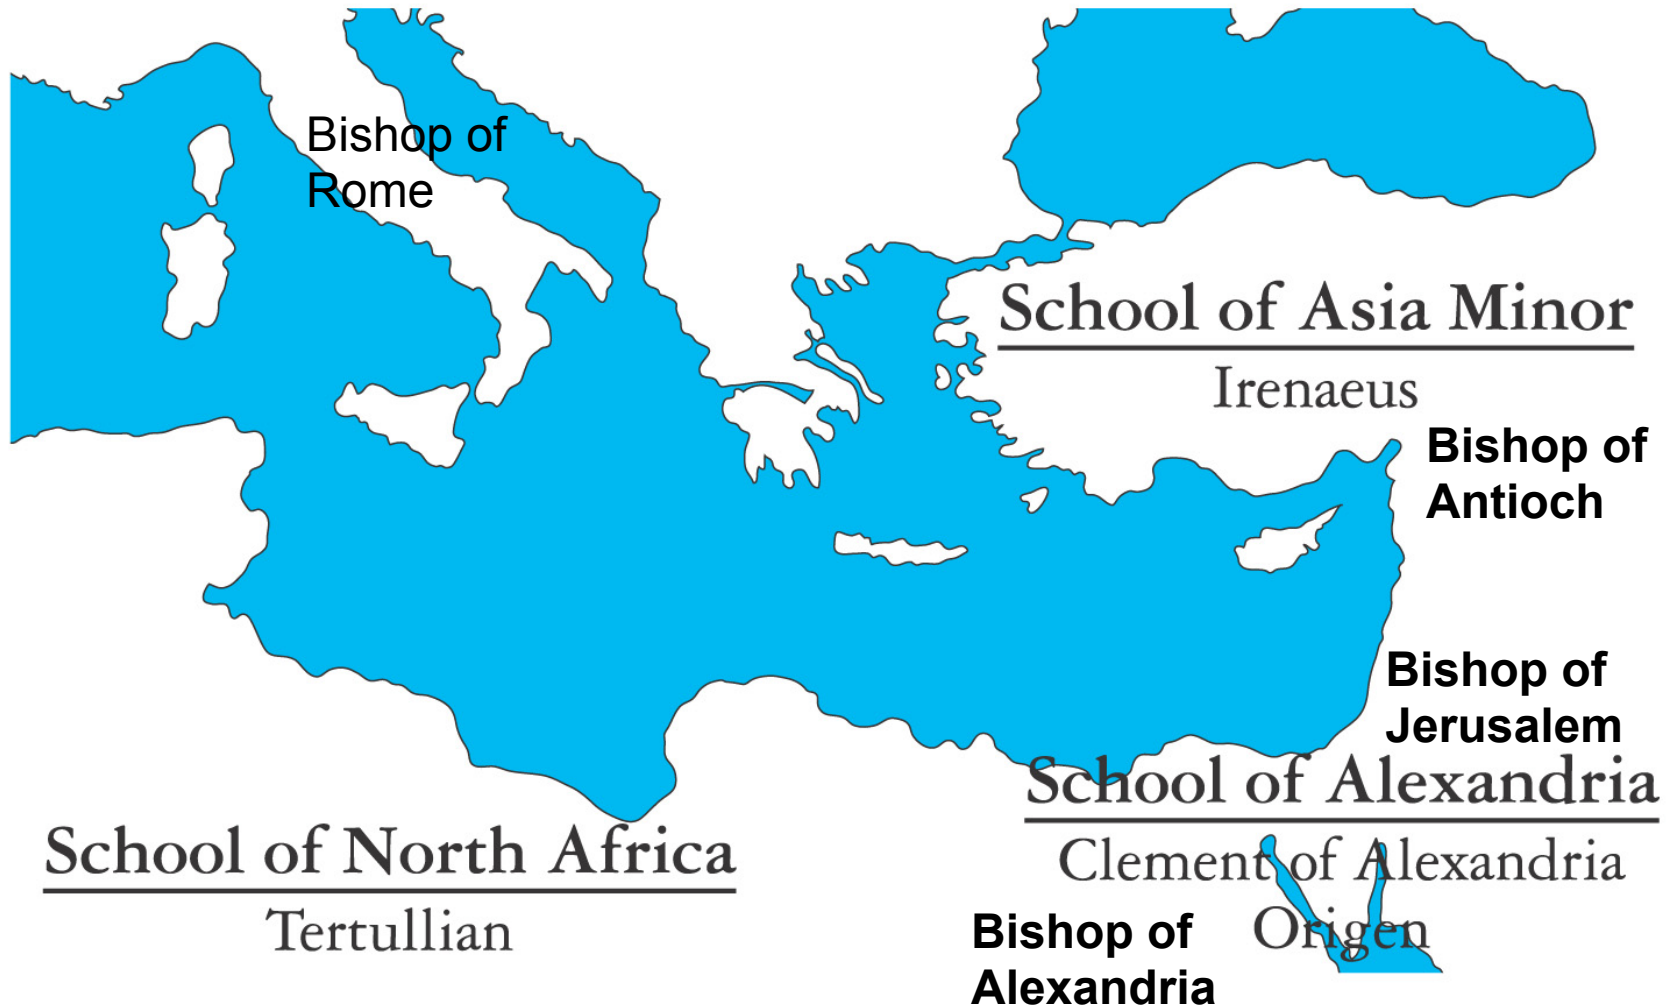 Bishop of
Rome
School of Asia Minor
Irenaeus
Bishop of
Antioch
Bishop of
Jerusalem
School of Alexandria
Clement of Alexandria
Origen
School of North Africa
Tertullian
Bishop of
Alexandria